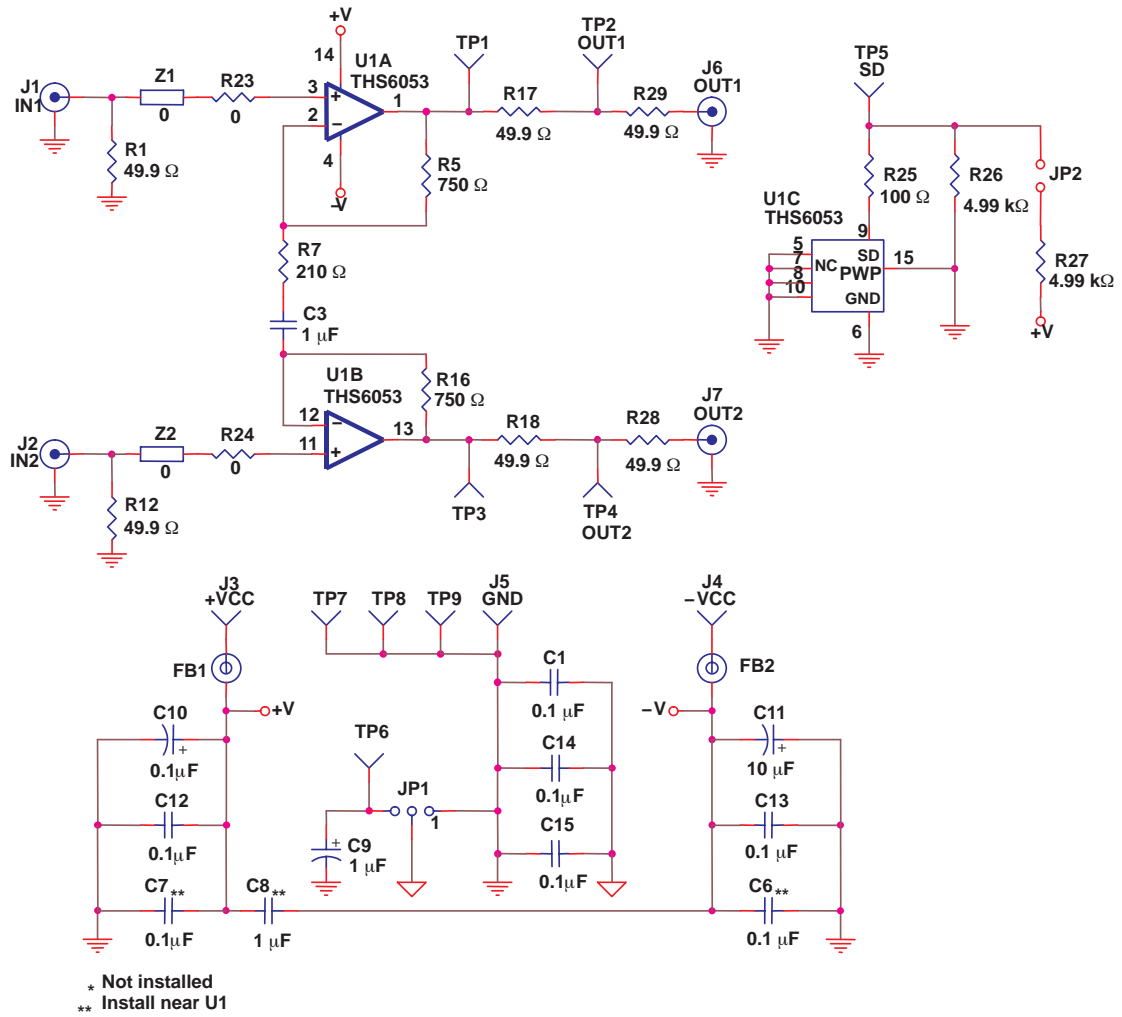 +V
14
U1A
THS6053
TP1
TP2
OUT1
J6
OUT1
TP5
SD
J1
IN1
Z1
0
R23
0
3
+
2
−
1
4
-V
R17
49.9 Ω
R29
49.9 Ω
R1
49.9 Ω
R5
750 Ω
R7
210 Ω
C3
1 µF
R25
100 Ω
R26
4.99 kΩ
JP2
U1C
THS6053
9
5
7
8
10
NC
SD
PWP
GND
15
6
R27
4.99 kΩ
+V
U1B
THS6053
R16
750 Ω
12
−
11
+
13
J2
IN2
Z2
0
R24
0
R12
49.9 Ω
R18
49.9 Ω
R28
49.9 Ω
J7
OUT2
TP3
TP4
OUT2
J3
+VCC
FB1
+V
C10
+
0.1µF
C12
0.1µF
C7**
0.1µF
C8**
1 µF
TP7
TP8
TP9
J5
GND
C1
0.1 µF
C14
0.1µF
C15
0.1µF
TP6
JP1
1
+
C9
1 µF
J4
−VCC
FB2
−V
C11
+
10 µF
C13
0.1 µF
C6**
0.1 µF
* Not installed
** Install near U1